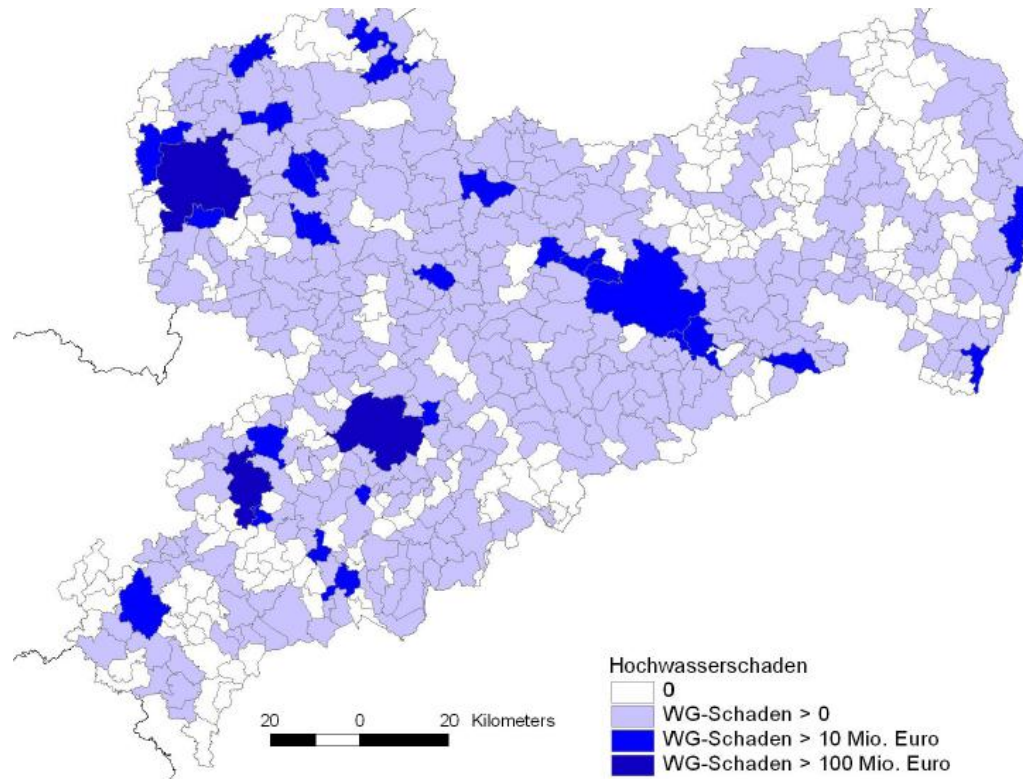 Hochwasserschaden
0
WG-Schaden > 0
WG-Schaden > 10 Mio. Euro
WG-Schaden > 100 Mio. Euro
20 0 20 Kilometers